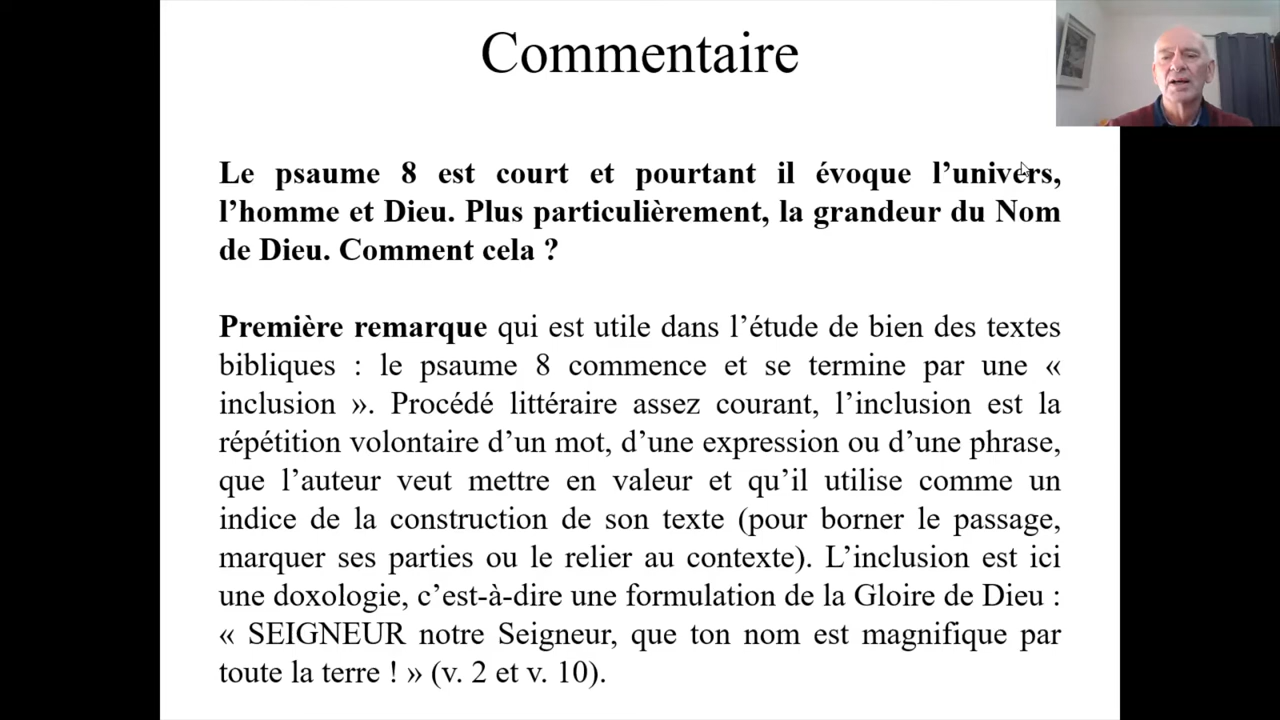 Commentaire
Le psaume 8 est court et pourtant il évoque l’univers,
l’homme et Dieu. Plus particulièrement, la grandeur du Nom
de Dieu. Comment cela ?
Première remarque qui est utile dans l’étude de bien des textes
bibliques : le psaume 8 commence et se termine par une «
inclusion ». Procédé littéraire assez courant, l’inclusion est la
répétition volontaire d’un mot, d’une expression ou d’une phrase,
que l’auteur veut mettre en valeur et qu’il utilise comme un
indice de la construction de son texte (pour borner le passage,
marquer ses parties ou le relier au contexte). L’inclusion est ici
une doxologie, c’est-à-dire une formulation de la Gloire de Dieu :
« SEIGNEUR notre Seigneur, que ton nom est magnifique par
toute la terre ! » (v. 2 et v. 10).